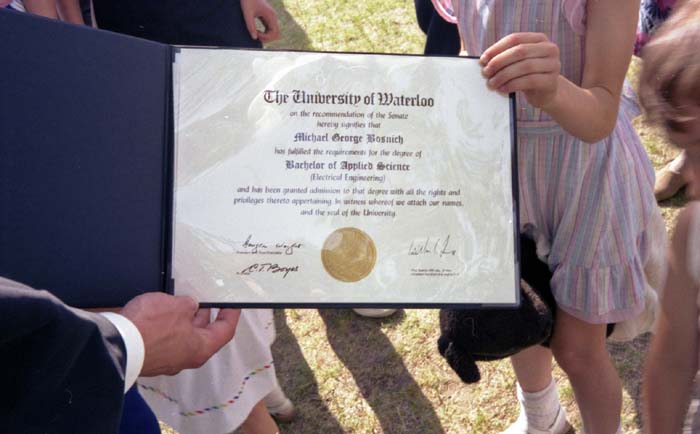 The University of Waterloo
on the recommendation of the Senate
hereby signifies that
Michael George Bosnich
has fulfilled the requirements for the degree of
Bachelor of Applied Science
(Electrical Engineering)
and has been granted admission to that degree with all the rights and
privileges thereto appertaining. In witness whereof we attach our names,
and the seal of the University.